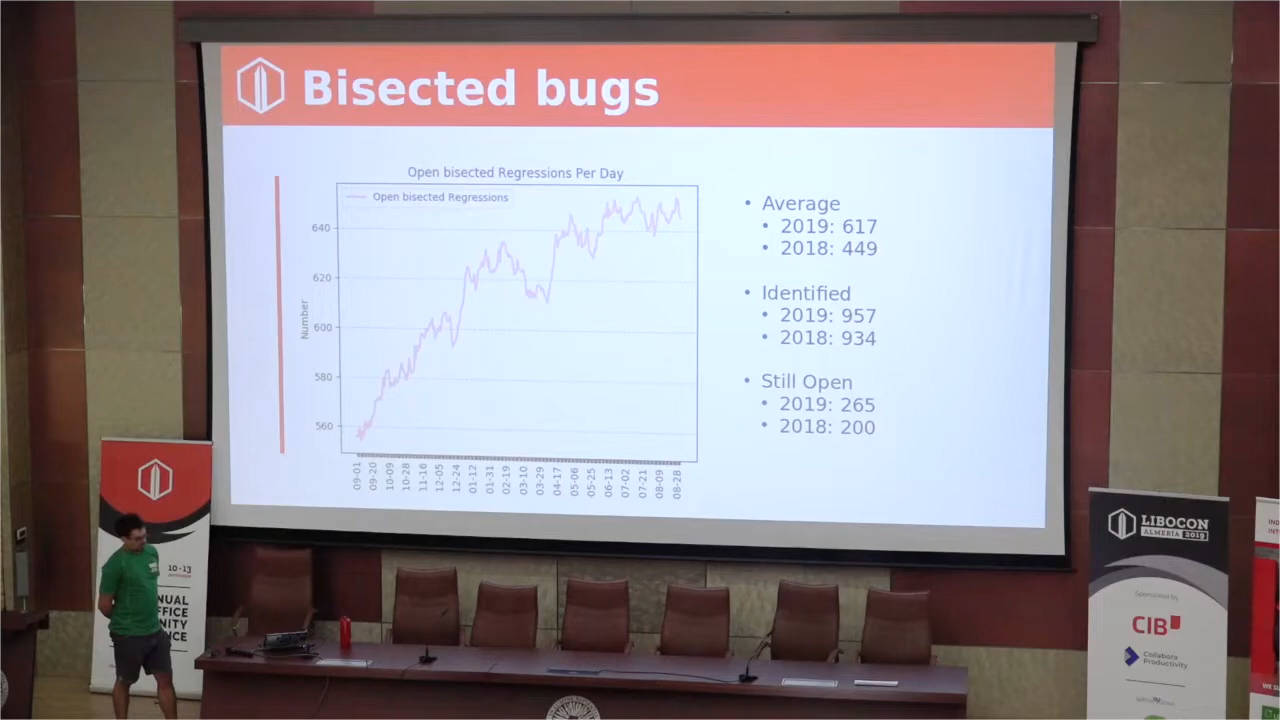 Bisected bugs
Open bisected Regressions Per Day
Open bisected Regressions
Number
640
620
600
580
560
09-01
09-20
10-09
10-28
11-16
12-05
12-24
01-12
01-31
02-19
03-10
03-29
04-17
05-06
05-25
06-13
07-02
07-21
08-09
08-28
• Average
• 2019: 617
• 2018: 449
• Identified
• 2019: 957
• 2018: 934
• Still Open
• 2019: 265
• 2018: 200
10-13
NUAL
FFICE
NITY
NCE
LIBOCON
ALMERÍA 2019
Sponsored by
CIB
Collabora
Productivity